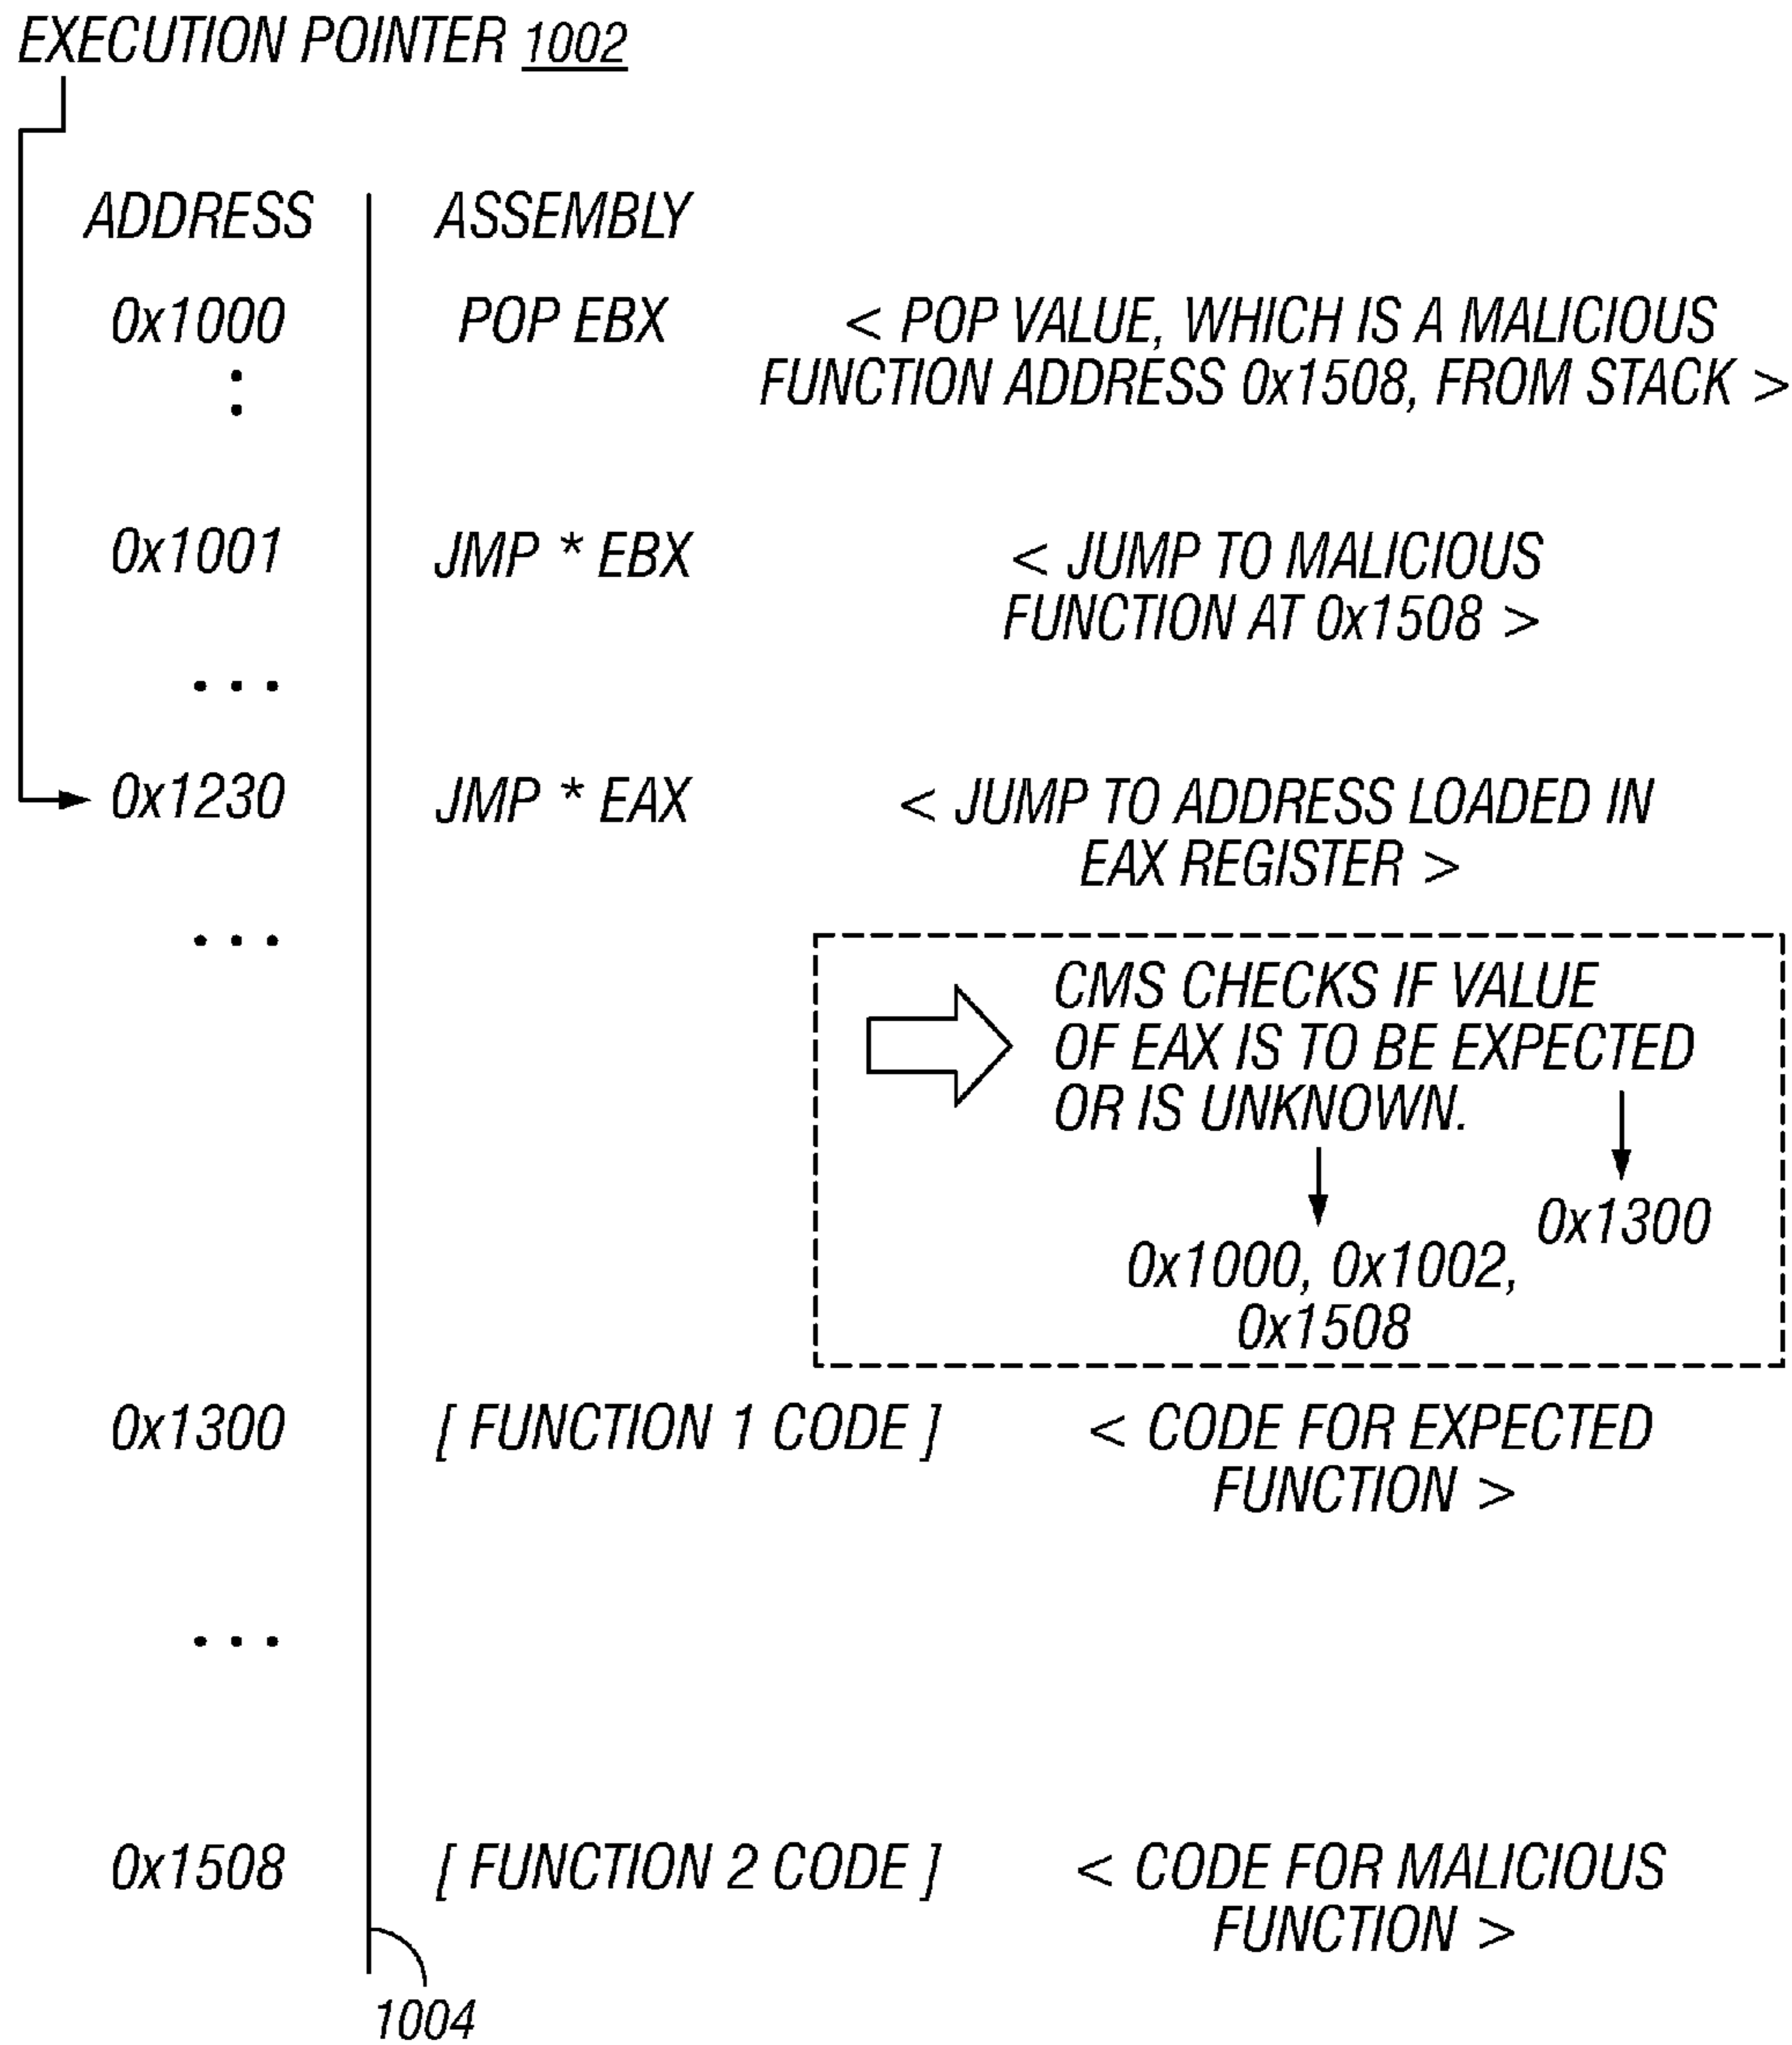 EXECUTION POINTER 1002
ADDRESS ASSEMBLY
0x1000 POP EBX < POP VALUE, WHICH IS A MALICIOUS
FUNCTION ADDRESS 0x1508, FROM STACK >
:
0x1001 JMP * EBX < JUMP TO MALICIOUS
FUNCTION AT 0x1508 >
...
0x1230 JMP * EAX < JUMP TO ADDRESS LOADED IN
EAX REGISTER >
...
CMS CHECKS IF VALUE
OF EAX IS TO BE EXPECTED
OR IS UNKNOWN.
0x1300
0x1000, 0x1002,
0x1508
0x1300 [ FUNCTION 1 CODE ] < CODE FOR EXPECTED
FUNCTION >
...
0x1508 [ FUNCTION 2 CODE ] < CODE FOR MALICIOUS
FUNCTION >
1004